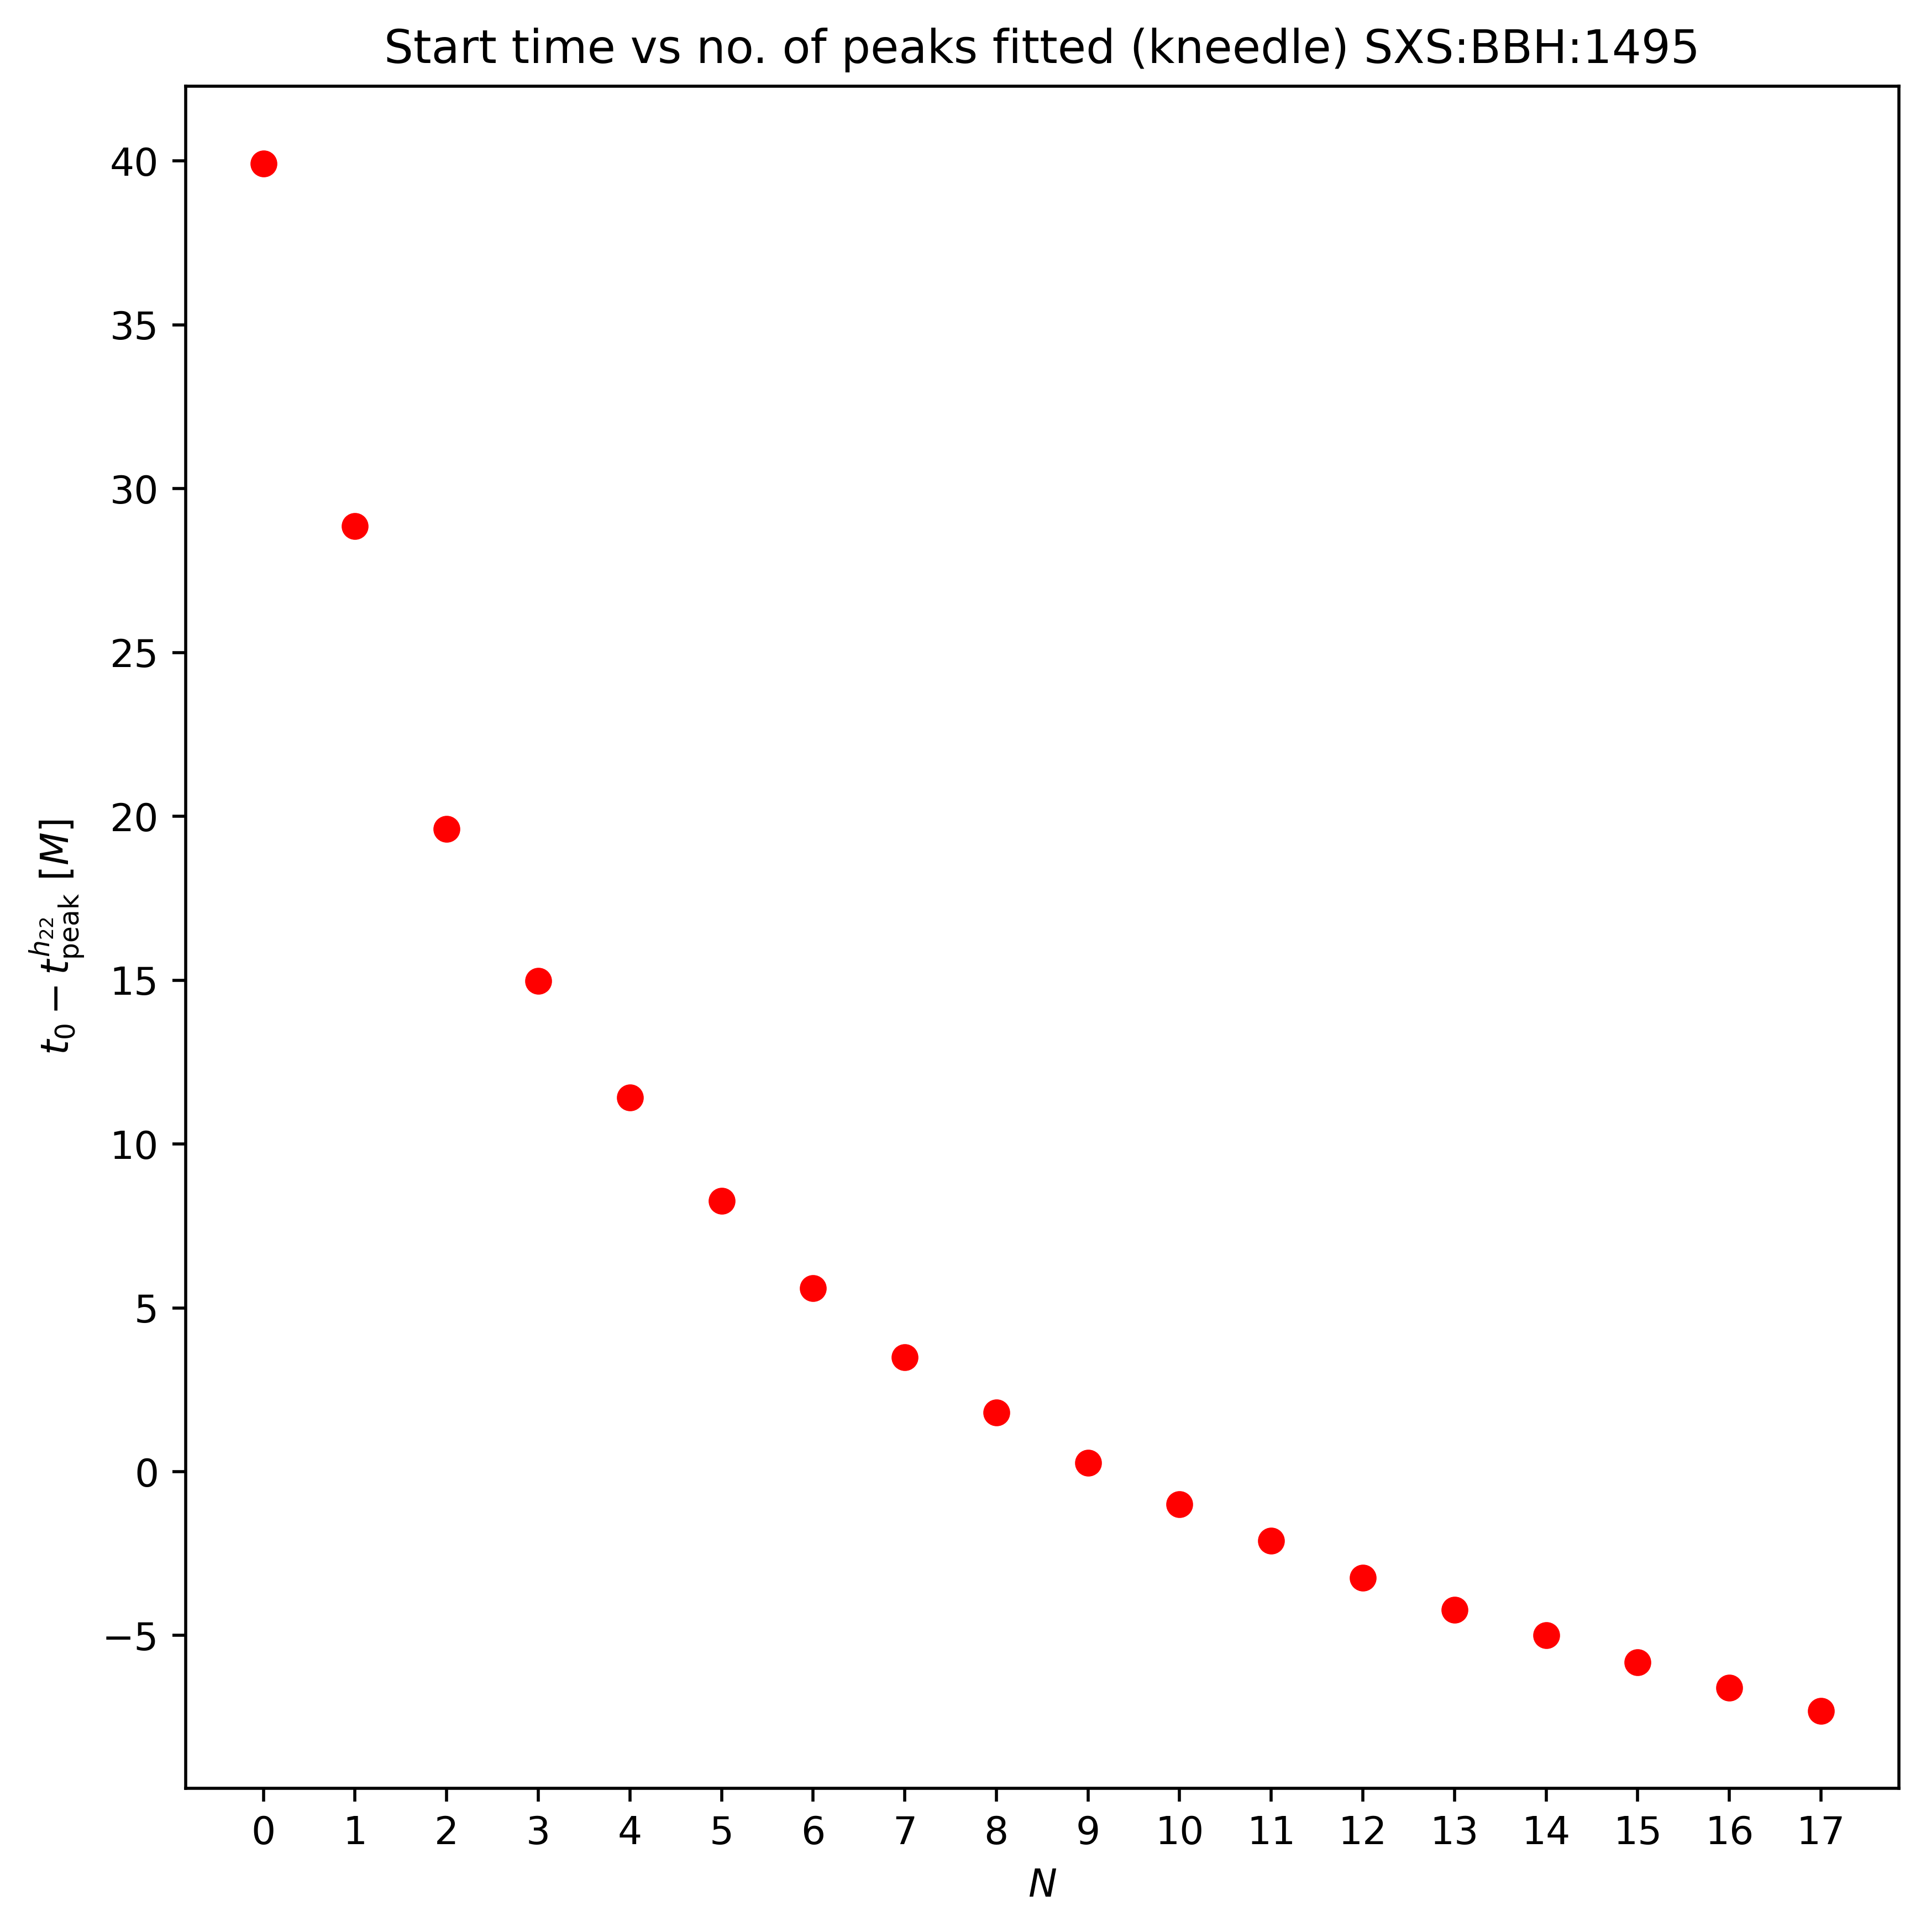 Start time vs no. of peaks fitted (kneedle) SXS:BBH:1495
40
35
30
25
20
15
10
5
0
−5
t₀ − t_peak^h₂₂ [M]
0 1 2 3 4 5 6 7 8 9 10 11 12 13 14 15 16 17
N